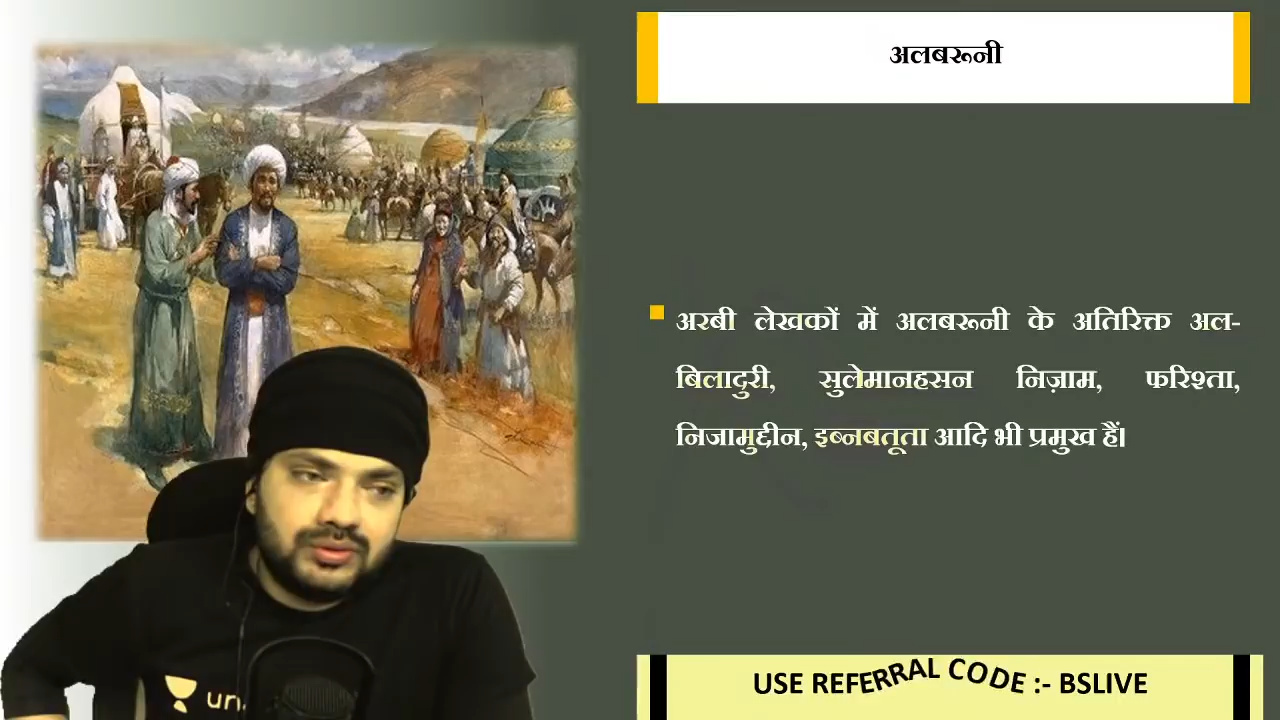 अलबरूनी
अरबी लेखकों में अलबरूनी के अतिरिक्त अल-
बिलादुरी, सुलेमानहसन निज़ाम, फरिश्ता,
निजामुद्दीन, इब्नबतूता आदि भी प्रमुख हैं।
USE REFERRAL CODE :- BSLIVE